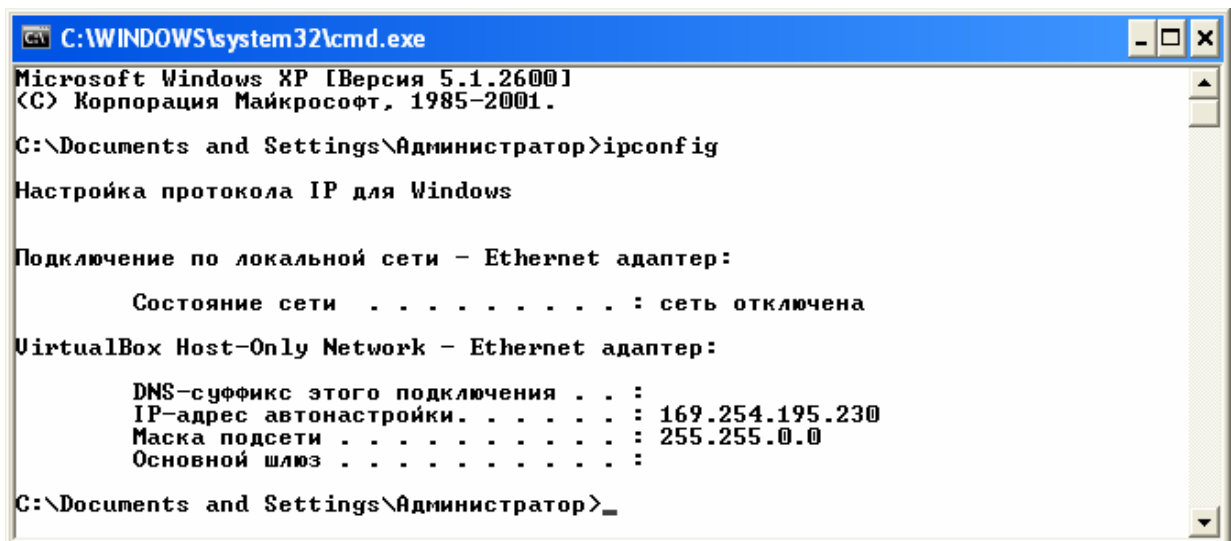 C:\WINDOWS\system32\cmd.exe
Microsoft Windows XP [Версия 5.1.2600]
(C) Корпорация Майкрософт, 1985-2001.
C:\Documents and Settings\Администратор>ipconfig
Настройка протокола IP для Windows
Подключение по локальной сети - Ethernet адаптер:
Состояние сети . . . . . . . . . : сеть отключена
VirtualBox Host-Only Network - Ethernet адаптер:
DNS-суффикс этого подключения . . :
IP-адрес автонастройки. . . . . . : 169.254.195.230
Маска подсети . . . . . . . . . . : 255.255.0.0
Основной шлюз . . . . . . . . . . :
C:\Documents and Settings\Администратор>_